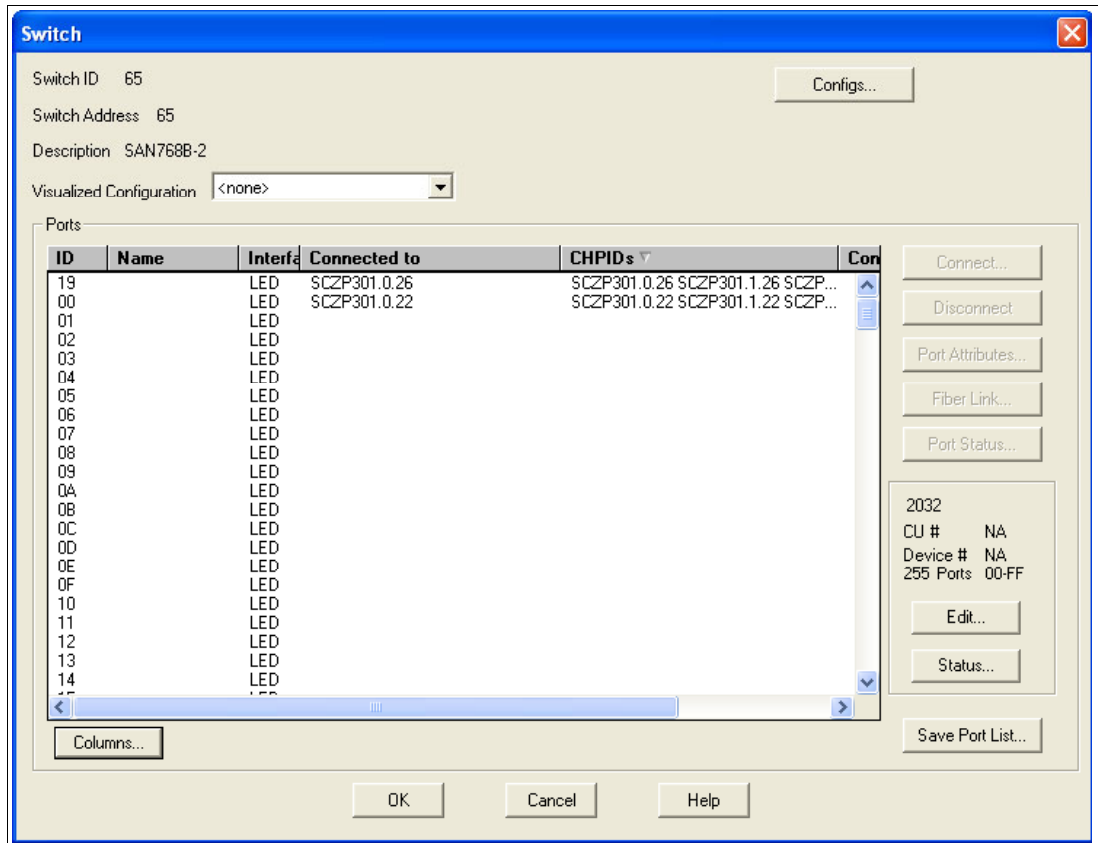 Switch
Switch ID 65
Configs...
Switch Address 65
Description SAN768B-2
Visualized Configuration <none>
Ports
ID Name Interfa Connected to CHPIDs Con
19 LED SCZP301.0.26 SCZP301.0.26 SCZP301.1.26 SCZP...
00 LED SCZP301.0.22 SCZP301.0.22 SCZP301.1.22 SCZP...
01 LED
02 LED
03 LED
04 LED
05 LED
06 LED
07 LED
08 LED
09 LED
0A LED
0B LED
0C LED
0D LED
0E LED
0F LED
10 LED
11 LED
12 LED
13 LED
14 LED
Connect...
Disconnect
Port Attributes...
Fiber Link...
Port Status...
2032
CU # NA
Device # NA
255 Ports 00-FF
Edit...
Status...
Save Port List...
Columns...
OK Cancel Help